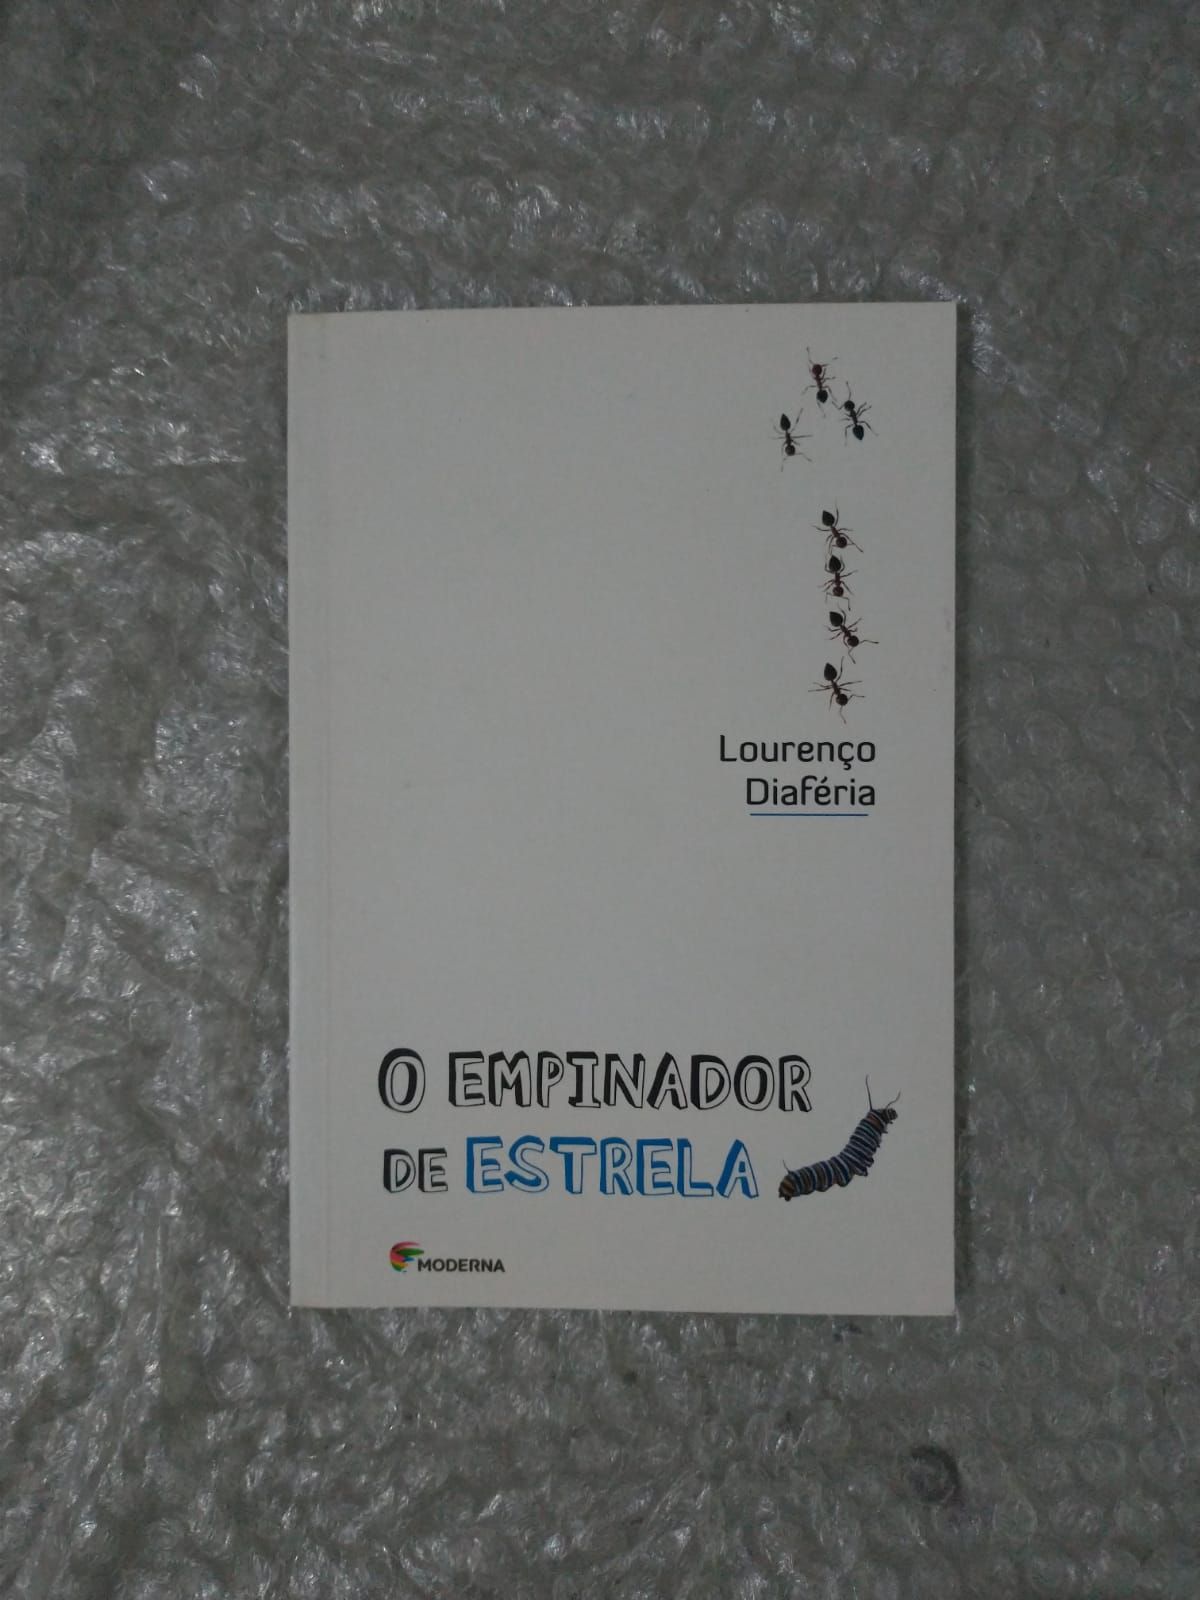 Lourenço
Diaféria
O EMPINADOR
DE ESTRELA
MODERNA